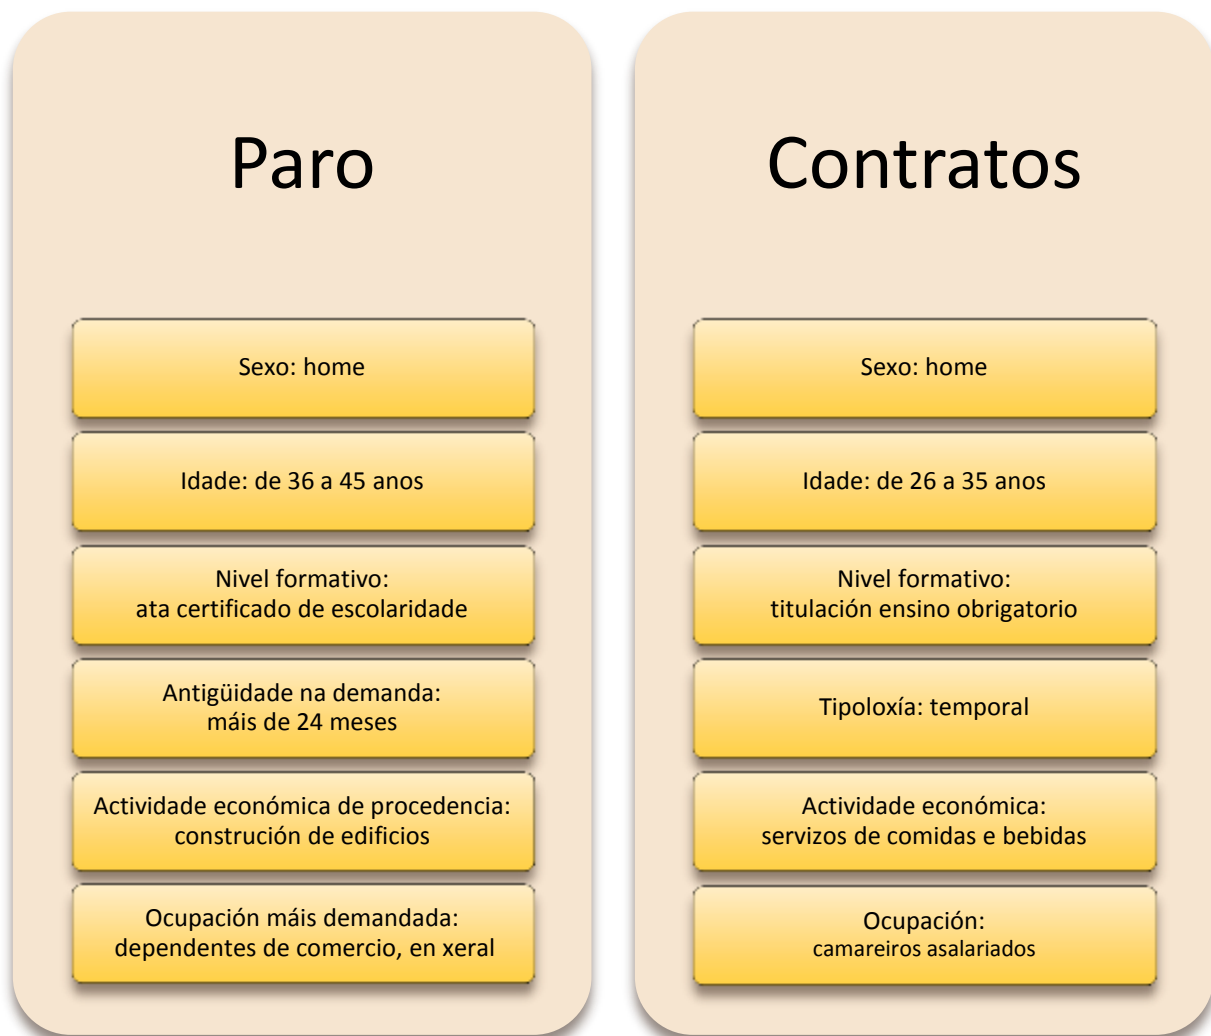 Paro
Sexo: home
Idade: de 36 a 45 anos
Nivel formativo:
ata certificado de escolaridade
Antigüidade na demanda:
máis de 24 meses
Actividade económica de procedencia:
construción de edificios
Ocupación máis demandada:
dependentes de comercio, en xeral
Contratos
Sexo: home
Idade: de 26 a 35 anos
Nivel formativo:
titulación ensino obrigatorio
Tipoloxía: temporal
Actividade económica:
servizos de comidas e bebidas
Ocupación:
camareiros asalariados